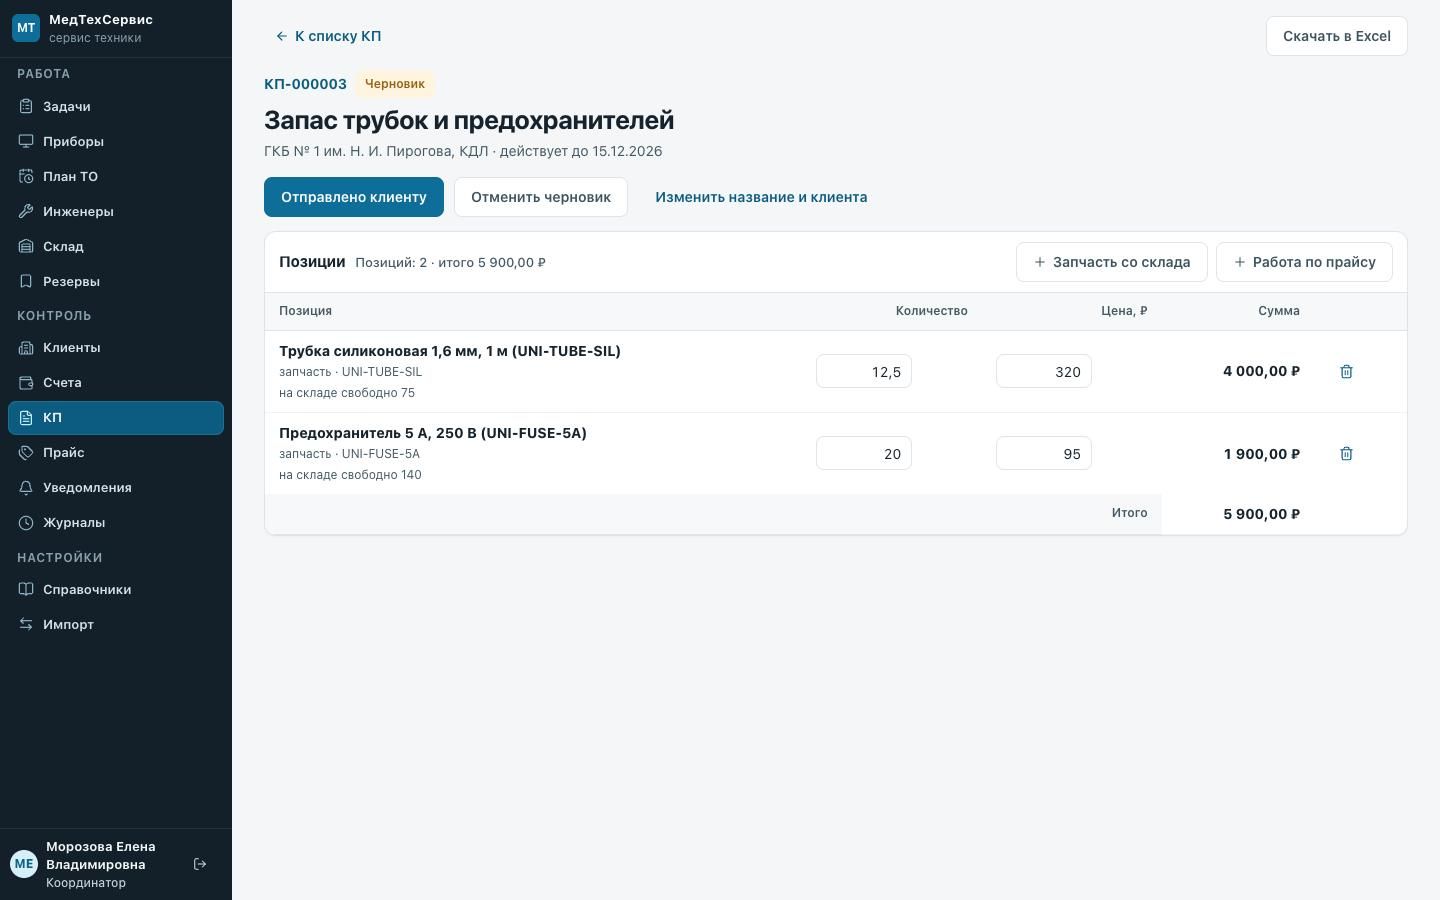 МТ
МедТехСервис
сервис техники
РАБОТА
Задачи
Приборы
План ТО
Инженеры
Склад
Резервы
КОНТРОЛЬ
Клиенты
Счета
КП
Прайс
Уведомления
Журналы
НАСТРОЙКИ
Справочники
Импорт
МЕ
Морозова Елена
Владимировна
Координатор
К списку КП
Скачать в Excel
КП-000003 Черновик
Запас трубок и предохранителей
ГКБ № 1 им. Н. И. Пирогова, КДЛ · действует до 15.12.2026
Отправлено клиенту Отменить черновик Изменить название и клиента
Позиции Позиций: 2 · итого 5 900,00 ₽
Запчасть со склада Работа по прайсу
Позиция Количество Цена, ₽ Сумма
Трубка силиконовая 1,6 мм, 1 м (UNI-TUBE-SIL)
запчасть · UNI-TUBE-SIL
на складе свободно 75
12,5 320 4 000,00 ₽
Предохранитель 5 А, 250 В (UNI-FUSE-5A)
запчасть · UNI-FUSE-5A
на складе свободно 140
20 95 1 900,00 ₽
Итого 5 900,00 ₽